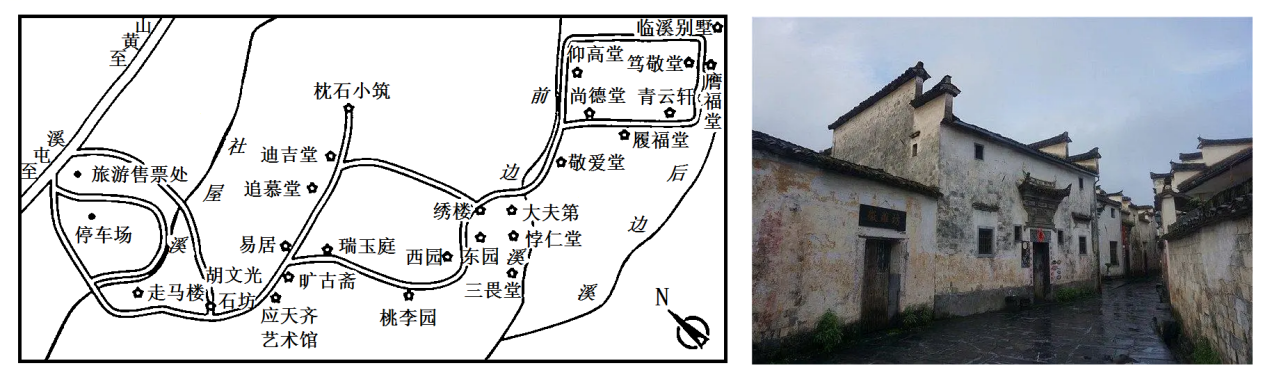 至黄山
至屯溪
旅游售票处
停车场
走马楼
胡文光
石坊
社屋溪
枕石小筑
迪吉堂
追慕堂
易居
瑞玉庭
旷古斋
应天齐
艺术馆
桃李园
西园
东园
绣楼
大夫第
悖仁堂
三畏堂
前边溪
后边溪
敬爱堂
履福堂
尚德堂
青云轩
仰高堂
笃敬堂
膺福堂
临溪别墅
N